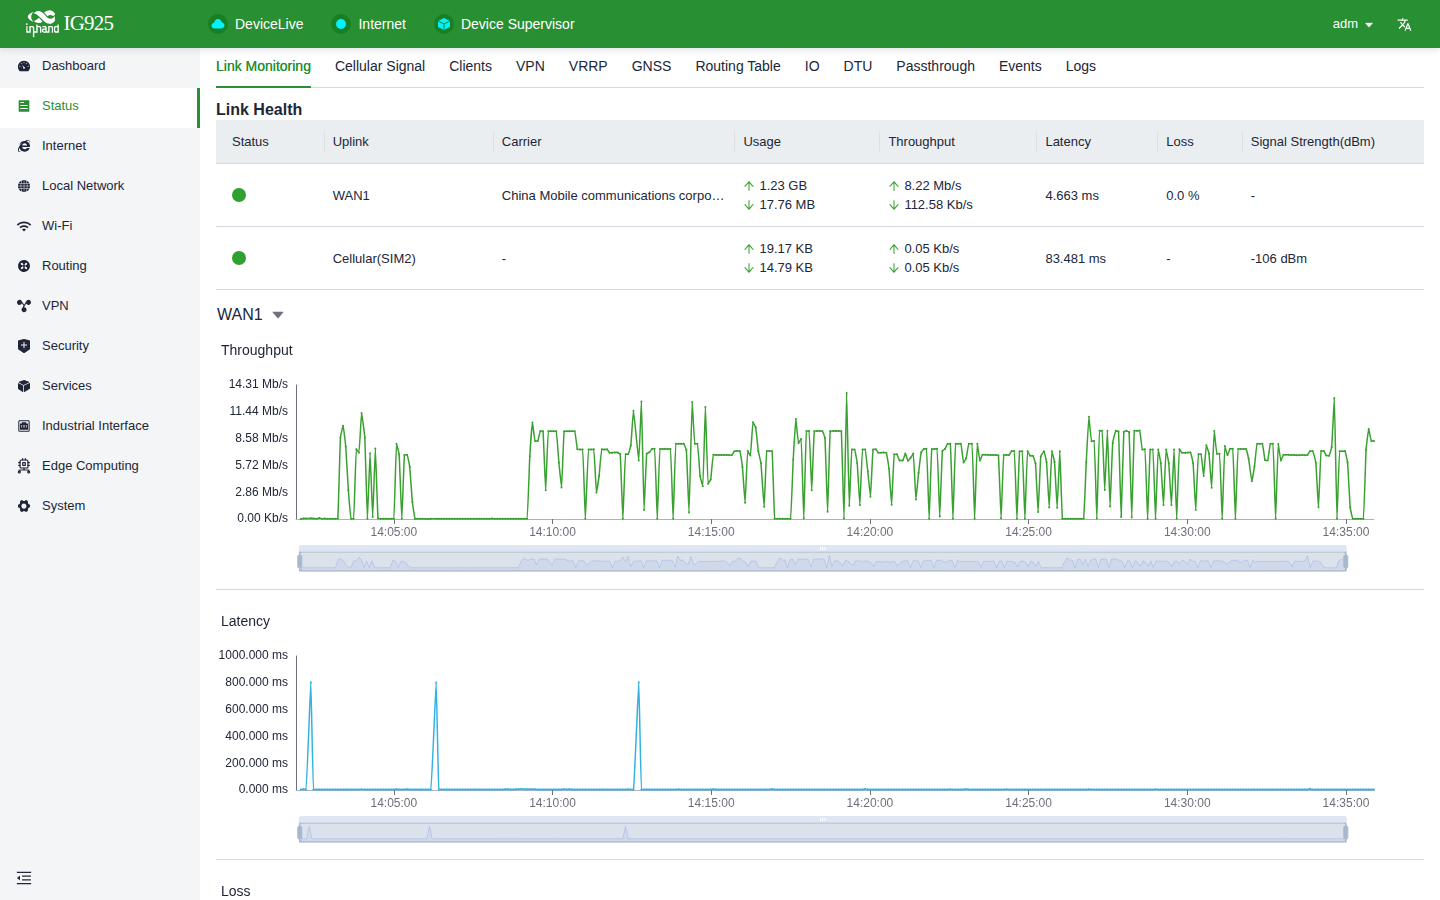 inhand IG925 DeviceLive Internet Device Supervisor adm
Dashboard
Status
Internet
Local Network
Wi-Fi
Routing
VPN
Security
Services
Industrial Interface
Edge Computing
System
Link Monitoring Cellular Signal Clients VPN VRRP GNSS Routing Table IO DTU Passthrough Events Logs
Link Health
Status Uplink Carrier Usage Throughput Latency Loss Signal Strength(dBm)
WAN1 China Mobile communications corpo… 1.23 GB 8.22 Mb/s 4.663 ms 0.0 % -
17.76 MB 112.58 Kb/s
Cellular(SIM2) - 19.17 KB 0.05 Kb/s 83.481 ms - -106 dBm
14.79 KB 0.05 Kb/s
WAN1
Throughput
14.31 Mb/s
11.44 Mb/s
8.58 Mb/s
5.72 Mb/s
2.86 Mb/s
0.00 Kb/s
14:05:00 14:10:00 14:15:00 14:20:00 14:25:00 14:30:00 14:35:00
Latency
1000.000 ms
800.000 ms
600.000 ms
400.000 ms
200.000 ms
0.000 ms
14:05:00 14:10:00 14:15:00 14:20:00 14:25:00 14:30:00 14:35:00
Loss